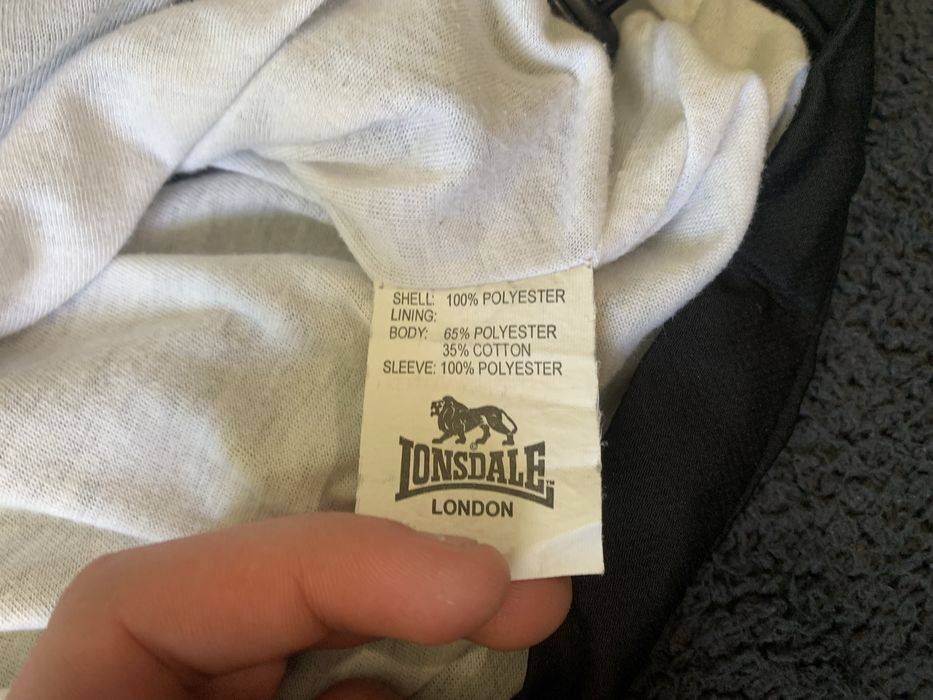 SHELL: 100% POLYESTER
LINING:
BODY: 65% POLYESTER
35% COTTON
SLEEVE: 100% POLYESTER
LONSDALE
LONDON